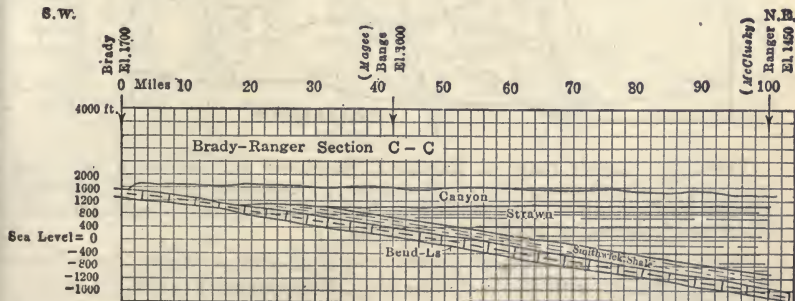 S.W.
N.E.
Brady
El.1700
(Magee)
Bangs
El.1000
(McClusky)
Ranger
El.1450
0 Miles 10 20 30 40 50 60 70 80 90 100
4000 ft.
Brady-Ranger Section C-C
2000
1600
1200
800
400
Sea Level = 0
-400
-800
-1200
-1000
Canyon
Strawn
Smithwick Shale
Bend-Ls